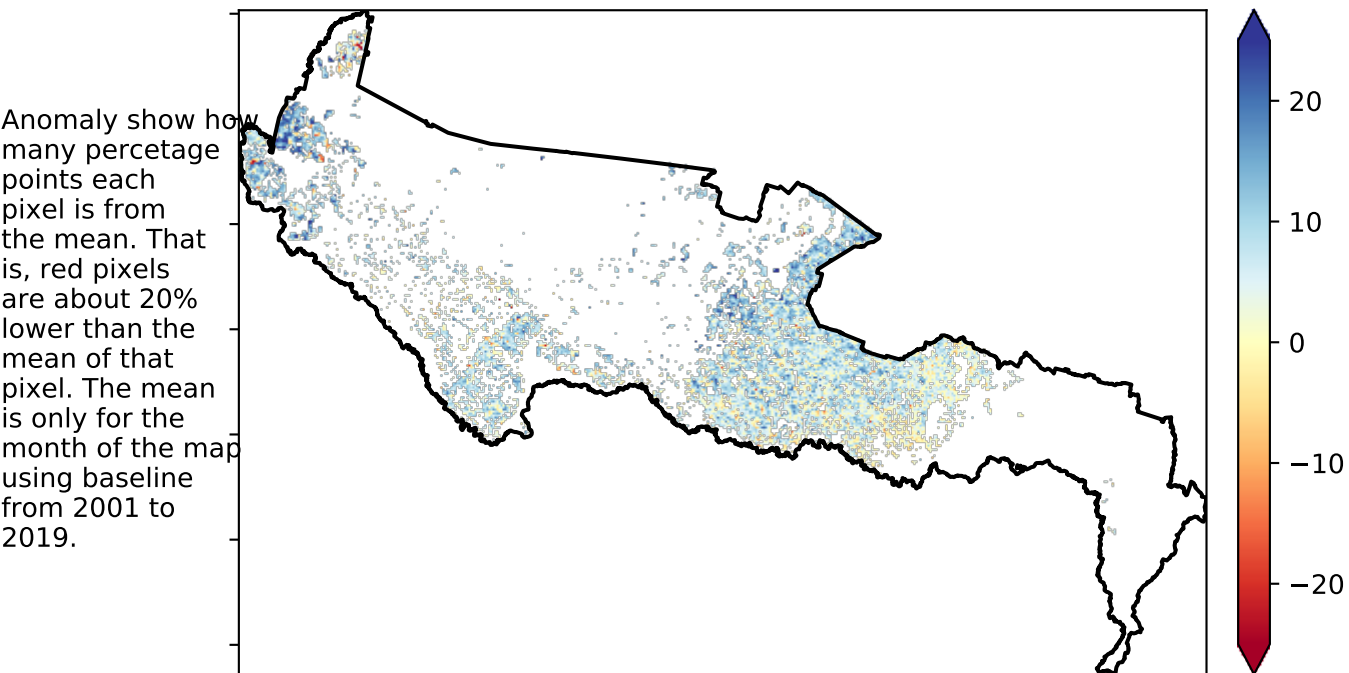 Anomaly show how
many percetage
points each
pixel is from
the mean. That
is, red pixels
are about 20%
lower than the
mean of that
pixel. The mean
is only for the
month of the map
using baseline
from 2001 to
2019.
20
10
0
−10
−20